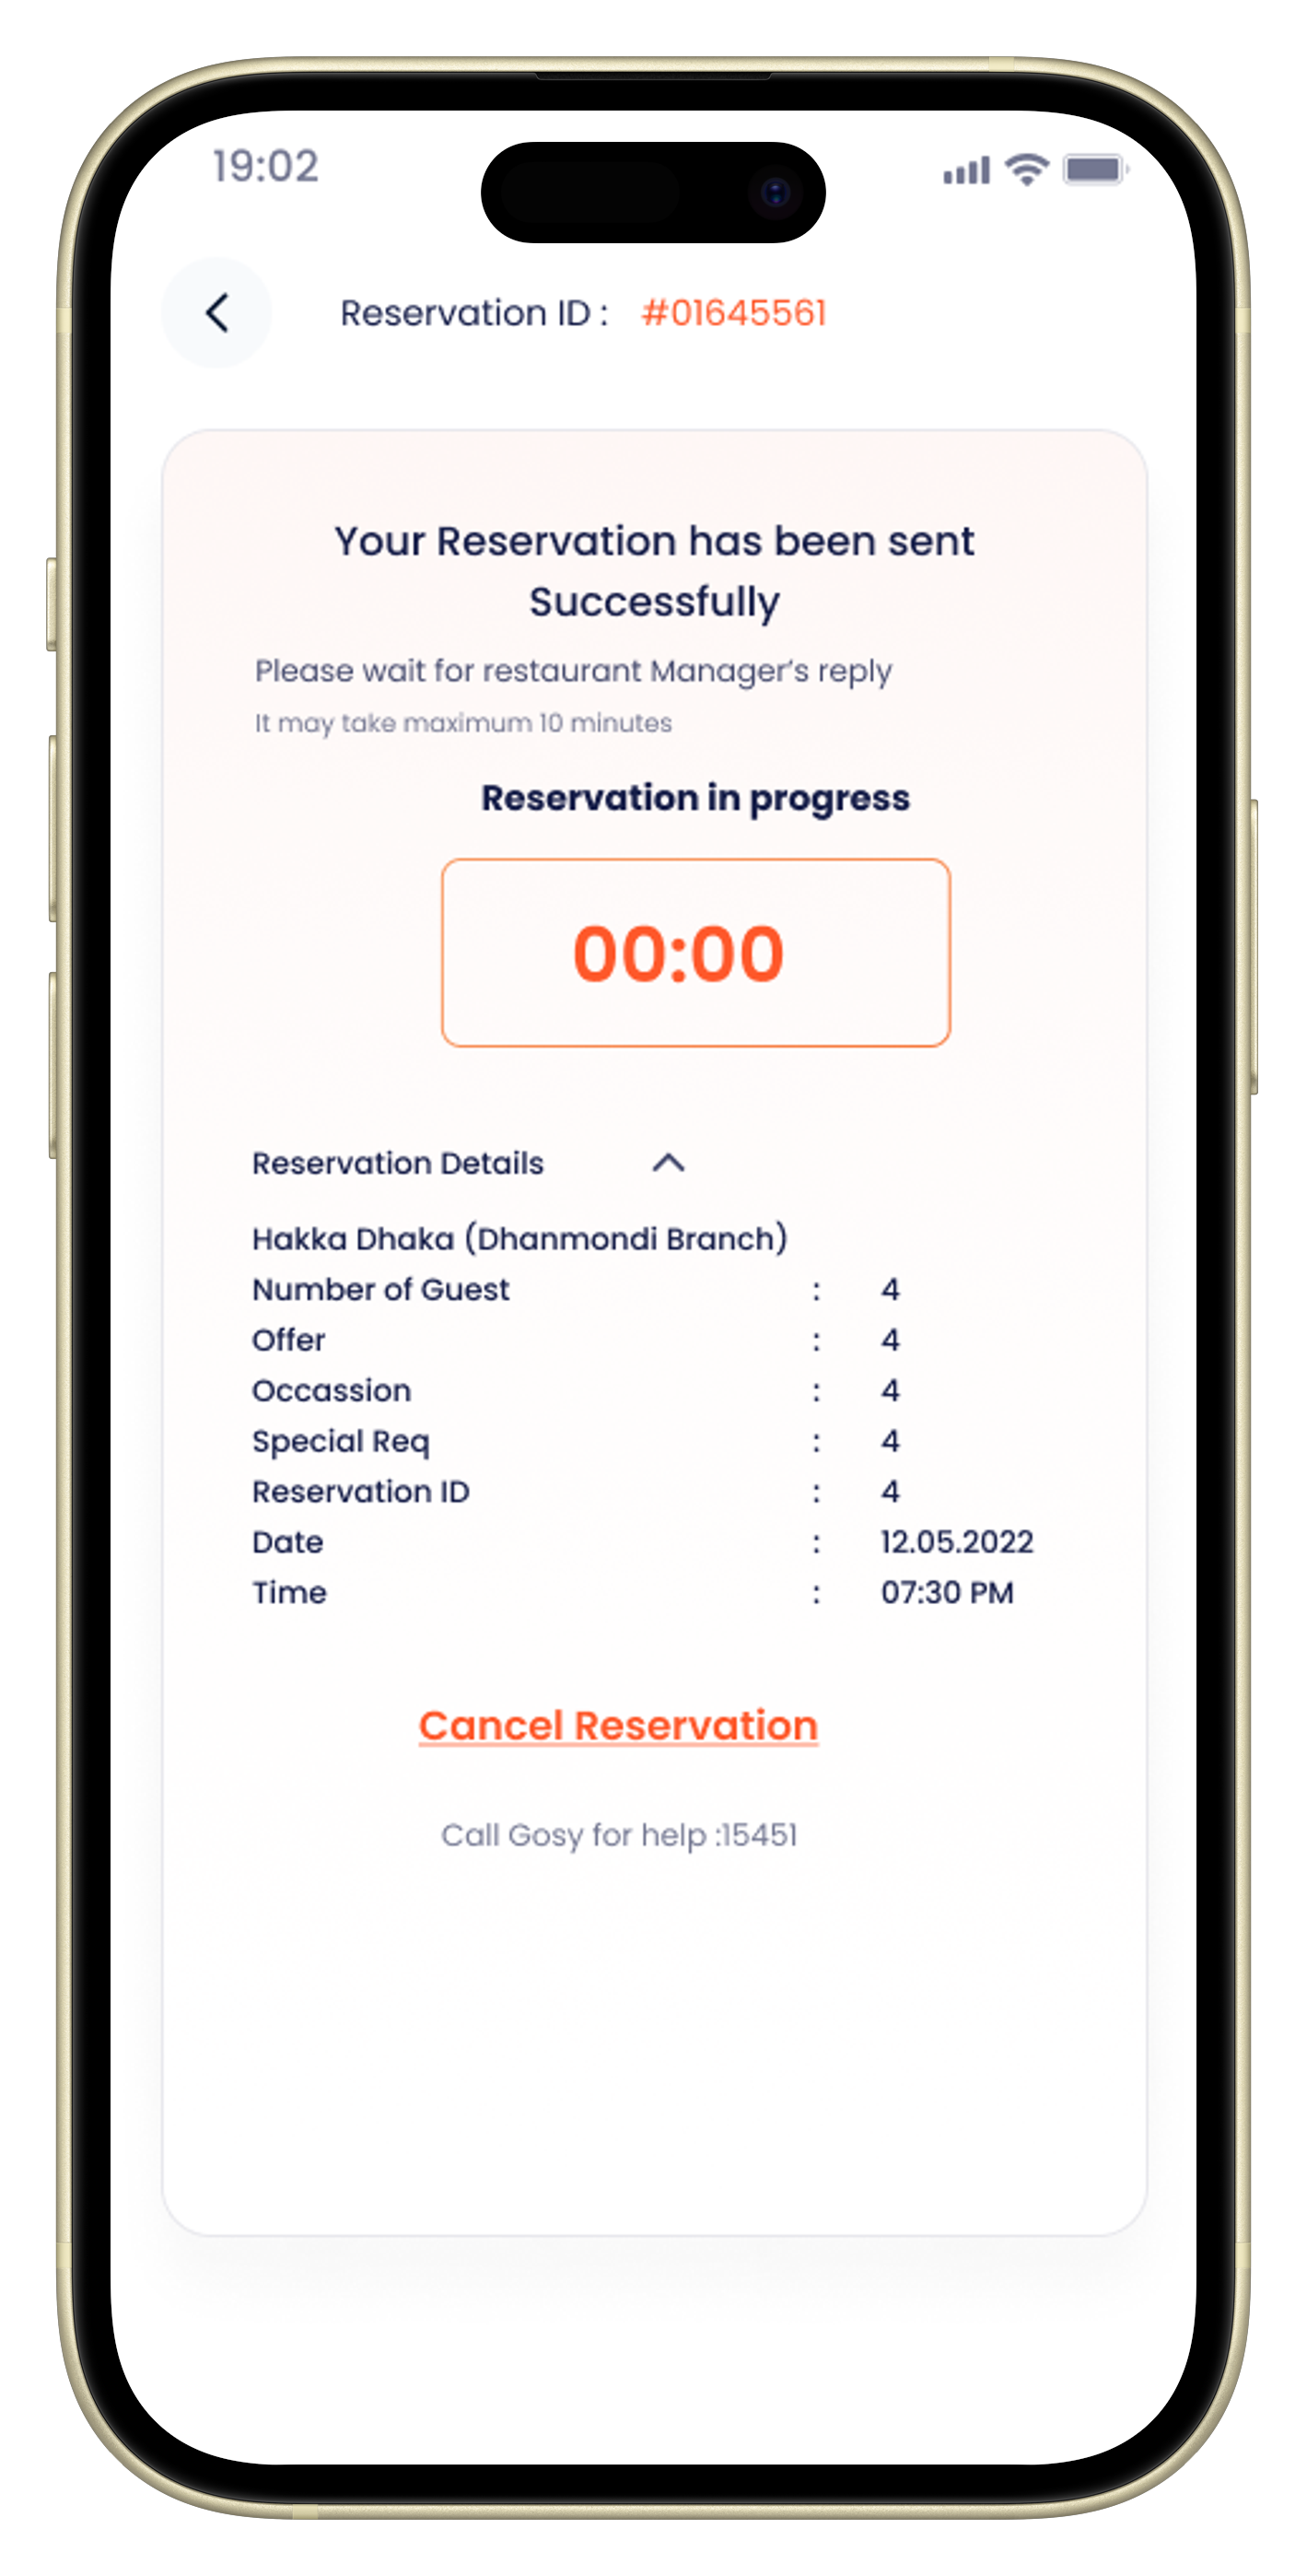 19:02
Reservation ID : #01645561
Your Reservation has been sent
Successfully
Please wait for restaurant Manager’s reply
It may take maximum 10 minutes
Reservation in progress
00:00
Reservation Details
Hakka Dhaka (Dhanmondi Branch)
Number of Guest : 4
Offer : 4
Occassion : 4
Special Req : 4
Reservation ID : 4
Date : 12.05.2022
Time : 07:30 PM
Cancel Reservation
Call Gosy for help :15451